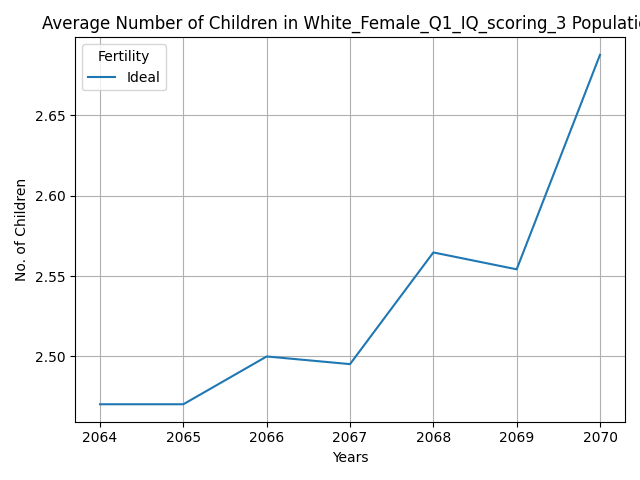 Average Number of Children in White_Female_Q1_IQ_scoring_3 Populatio
Fertility
Ideal
2.65
2.60
2.55
2.50
No. of Children
2064 2065 2066 2067 2068 2069 2070
Years